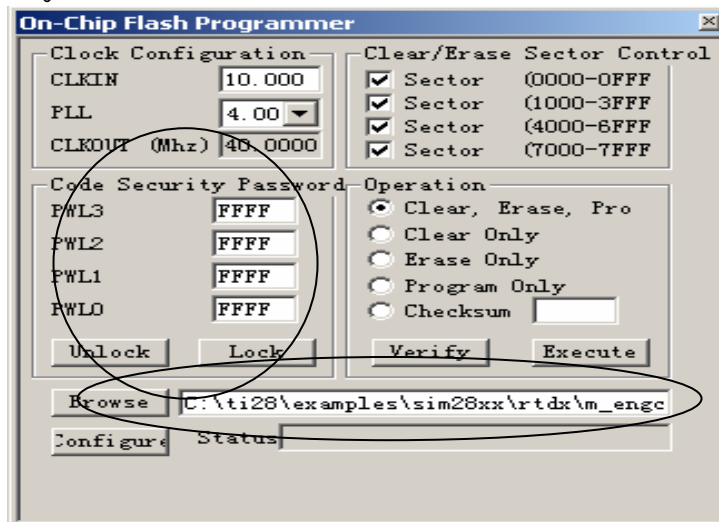 On-Chip Flash Programmer
Clock Configuration
CLKIN 10.000
PLL 4.00
CLKOUT (Mhz) 40.0000
Clear/Erase Sector Control
Sector (0000-0FFF
Sector (1000-3FFF
Sector (4000-6FFF
Sector (7000-7FFF
Code Security Password
PWL3 FFFF
PWL2 FFFF
PWL1 FFFF
PWL0 FFFF
Unlock Lock
Operation
Clear, Erase, Pro
Clear Only
Erase Only
Program Only
Checksum
Verify Execute
Browse C:\ti28\examples\sim28xx\rtdx\m_engc
Configure Status